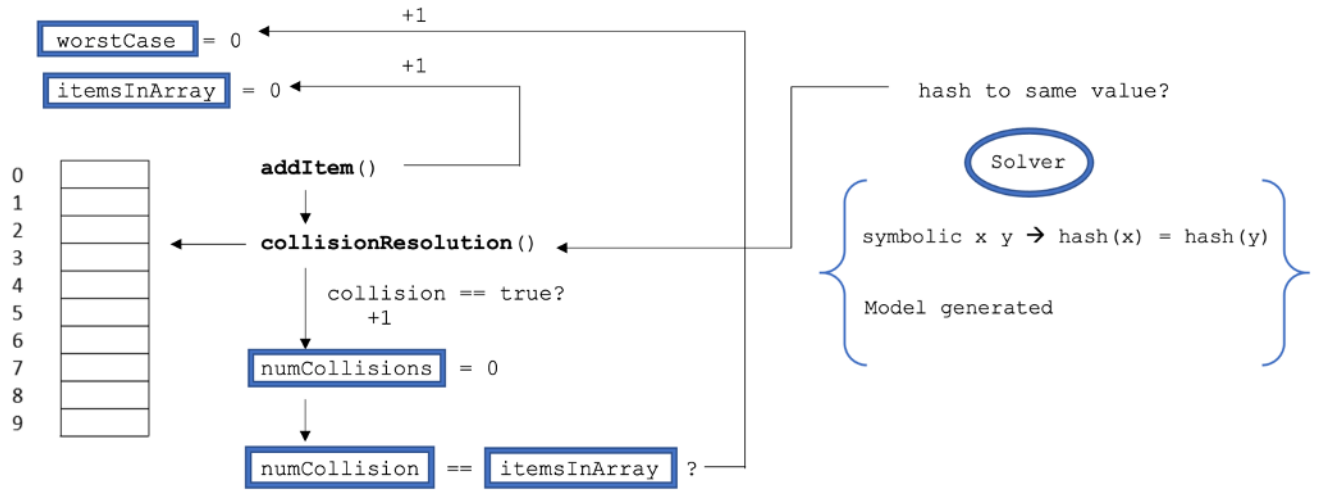 +1
worstCase = 0
+1
itemsInArray = 0
hash to same value?
Solver
addItem()
collisionResolution()
symbolic x y → hash(x) = hash(y)
collision == true?
+1
Model generated
numCollisions = 0
numCollision == itemsInArray ?
0
1
2
3
4
5
6
7
8
9